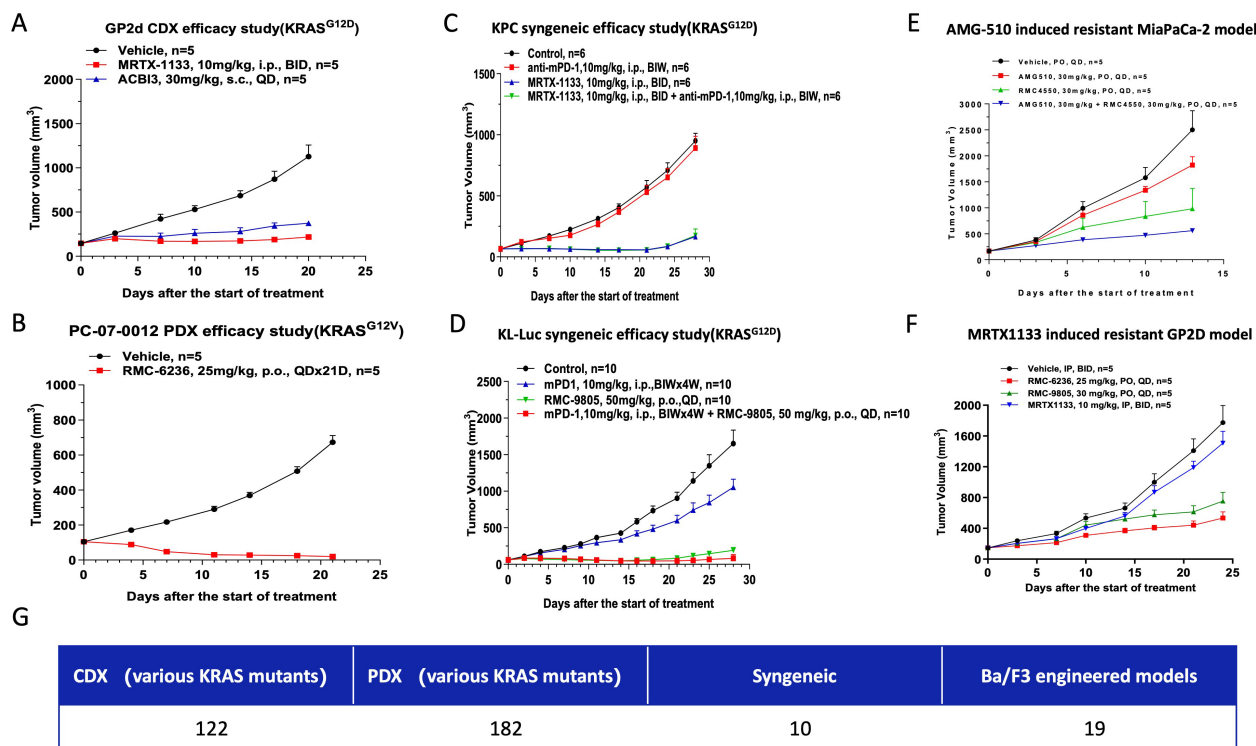 A
GP2d CDX efficacy study(KRASG12D)
Vehicle, n=5
MRTX-1133, 10mg/kg, i.p., BID, n=5
ACBI3, 30mg/kg, s.c., QD, n=5
Tumor volume (mm3)
2000
1500
1000
500
0
0 5 10 15 20 25
Days after the start of treatment
B
PC-07-0012 PDX efficacy study(KRASG12V)
Vehicle, n=5
RMC-6236, 25mg/kg, p.o., QDx21D, n=5
Tumor volume (mm3)
1000
800
600
400
200
0
0 5 10 15 20 25
Days after the start of treatment
C
KPC syngeneic efficacy study(KRASG12D)
Control, n=6
anti-mPD-1,10mg/kg, i.p., BIW, n=6
MRTX-1133, 10mg/kg, i.p., BID, n=6
MRTX-1133, 10mg/kg, i.p., BID + anti-mPD-1,10mg/kg, i.p., BIW, n=6
Tumor volume (mm3)
1500
1000
500
0
0 5 10 15 20 25 30
Days after the start of treatment
D
KL-Luc syngeneic efficacy study(KRASG12D)
Control, n=10
mPD1, 10mg/kg, i.p.,BIWx4W, n=10
RMC-9805, 50mg/kg, p.o.,QD, n=10
mPD-1,10mg/kg, i.p., BIWx4W + RMC-9805, 50 mg/kg, p.o., QD, n=10
Tumor volume (mm3)
2500
2000
1500
1000
500
0
0 5 10 15 20 25 30
Days after the start of treatment
E
AMG-510 induced resistant MiaPaCa-2 model
Vehicle, PO, QD, n=5
AMG510, 30mg/kg, PO, QD, n=5
RMC4550, 30mg/kg, PO, QD, n=5
AMG510, 30mg/kg + RMC4550, 30mg/kg, PO, QD, n=5
Tumor Volume (mm3)
3000
2500
2000
1500
1000
500
0
0 5 10 15
Days after the start of treatment
F
MRTX1133 induced resistant GP2D model
Vehicle, IP, BID, n=5
RMC-6236, 25 mg/kg, PO, QD, n=5
RMC-9805, 30 mg/kg, PO, QD, n=5
MRTX1133, 10 mg/kg, IP, BID, n=5
Tumor Volume (mm3)
2000
1600
1200
800
400
0
0 5 10 15 20 25
Days after the start of treatment
G
CDX (various KRAS mutants) PDX (various KRAS mutants) Syngeneic Ba/F3 engineered models
122 182 10 19